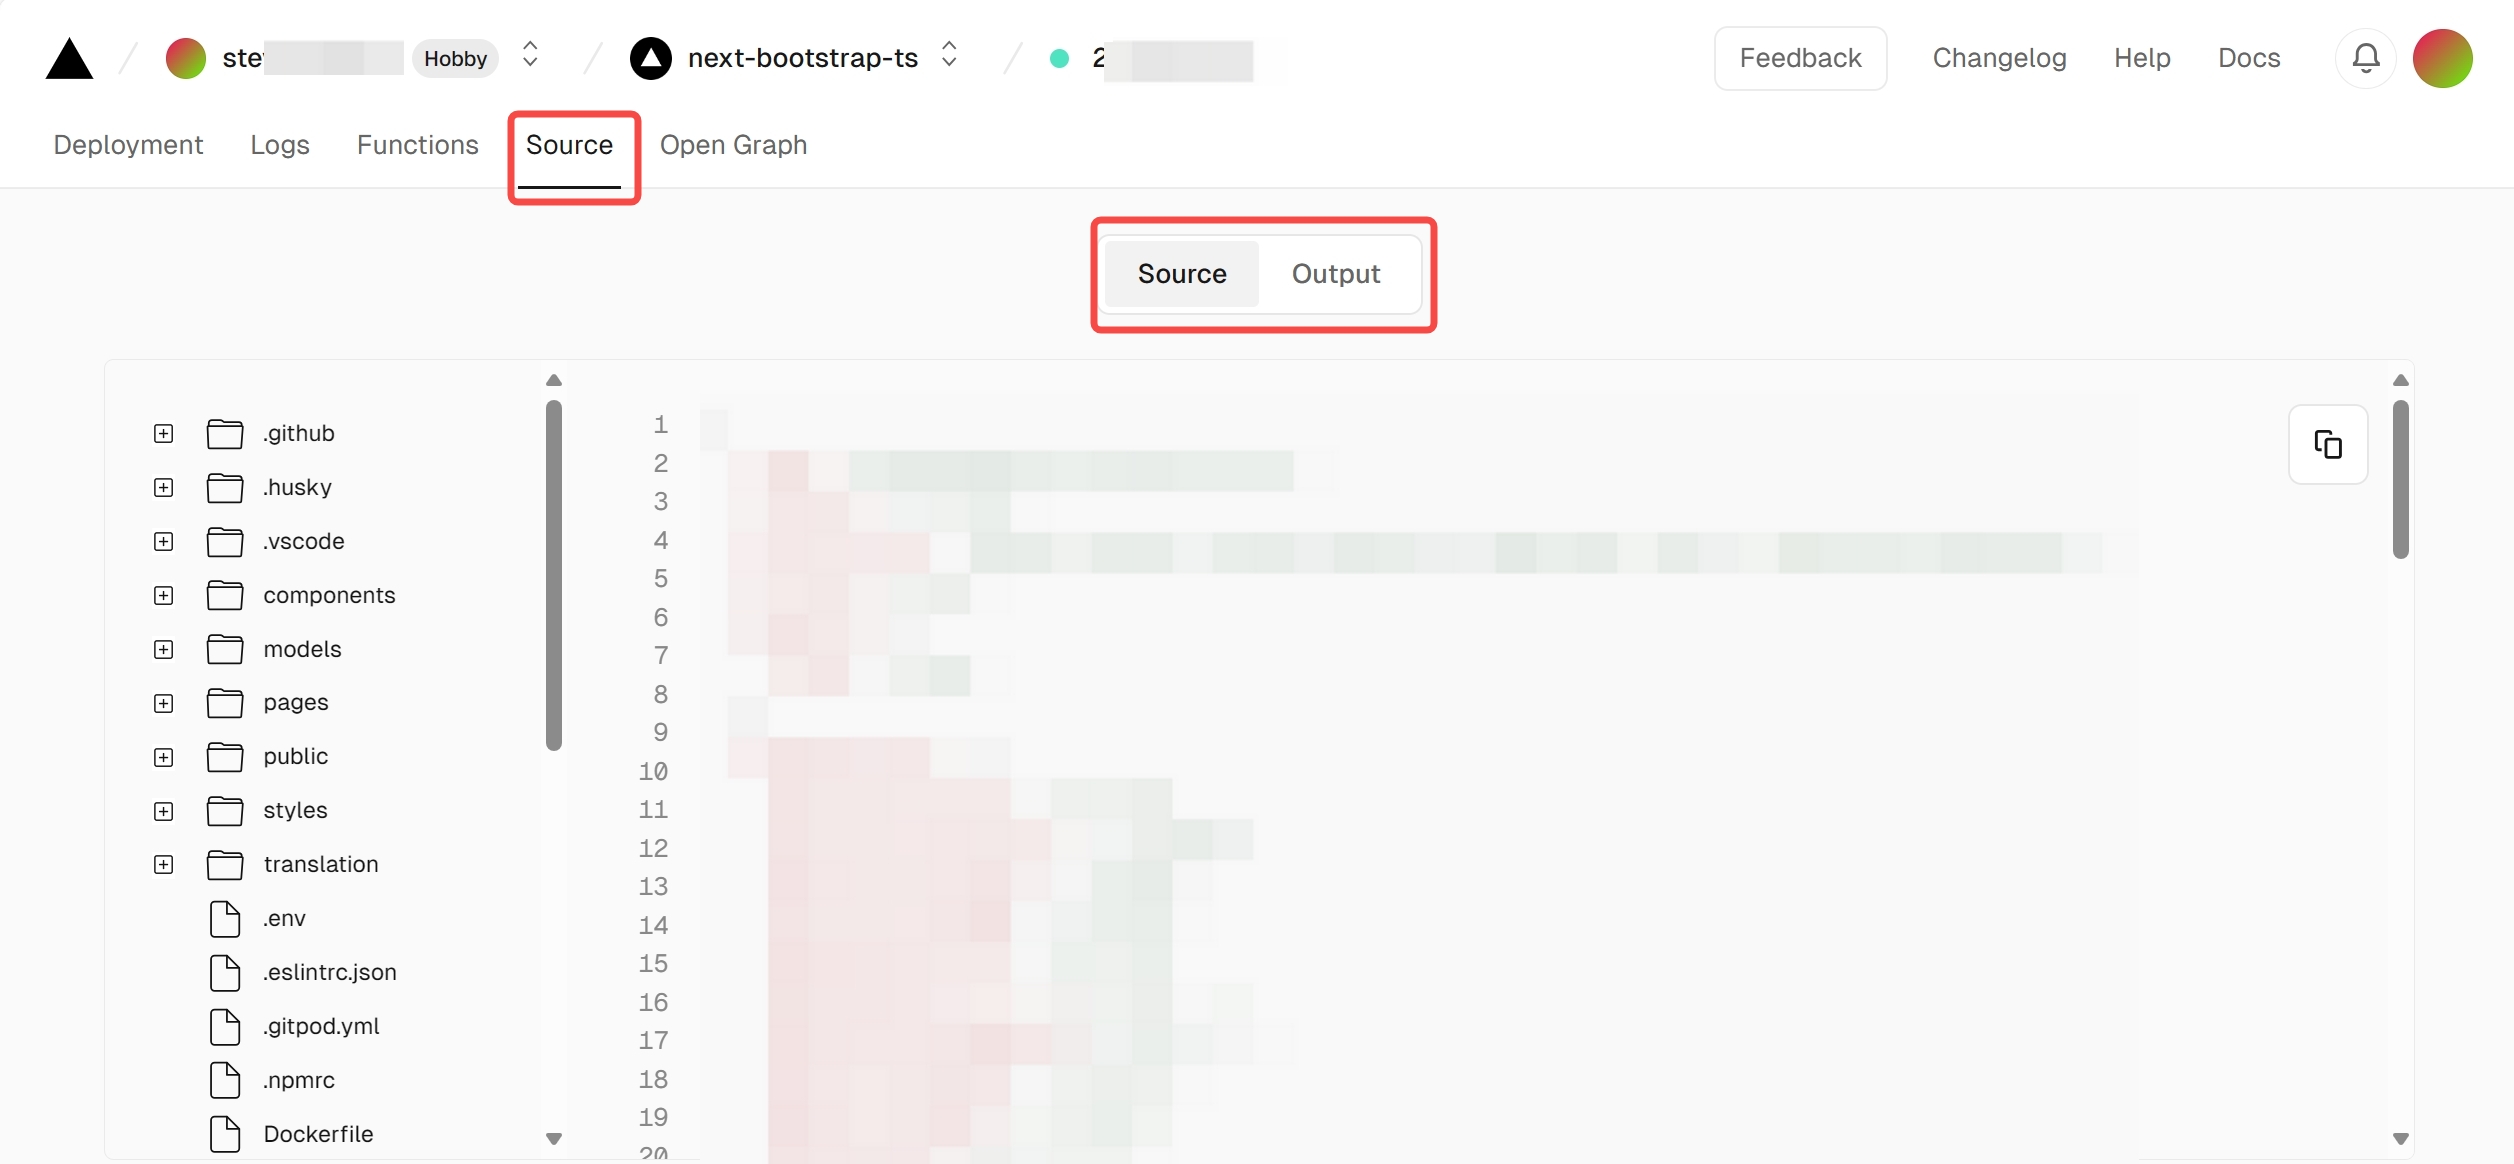 ste Hobby next-bootstrap-ts 2 Feedback Changelog Help Docs
Deployment Logs Functions Source Open Graph
Source Output
.github
.husky
.vscode
components
models
pages
public
styles
translation
.env
.eslintrc.json
.gitpod.yml
.npmrc
Dockerfile
1
2
3
4
5
6
7
8
9
10
11
12
13
14
15
16
17
18
19
20